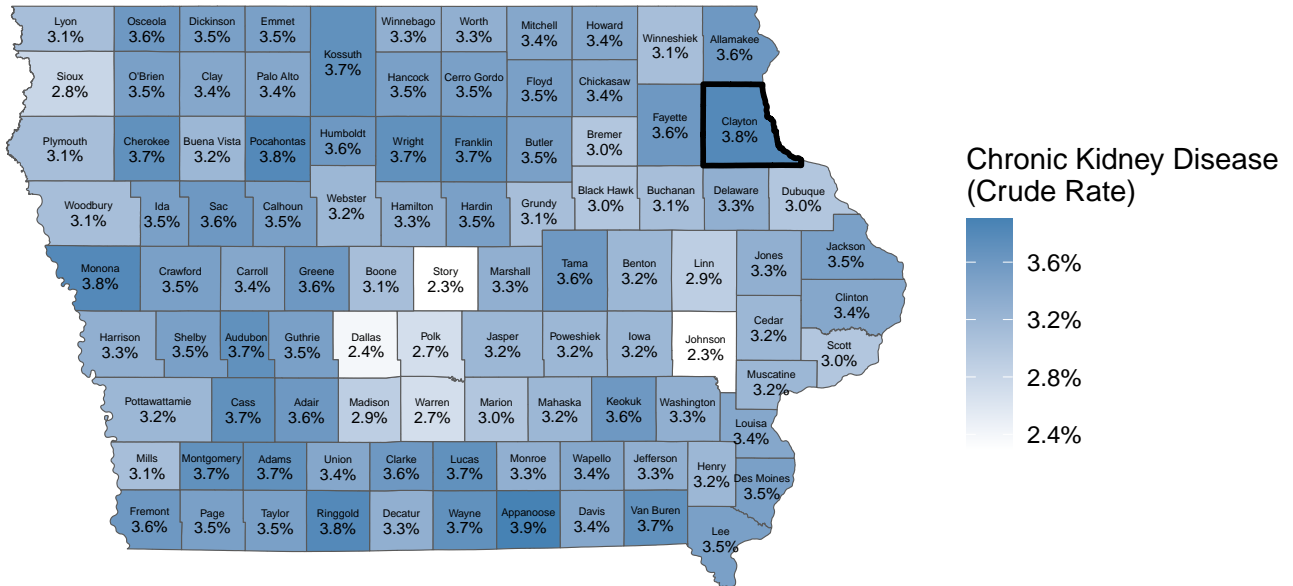 Lyon
3.1%
Osceola
3.6%
Dickinson
3.5%
Emmet
3.5%
Kossuth
3.7%
Winnebago
3.3%
Worth
3.3%
Mitchell
3.4%
Howard
3.4%
Winneshiek
3.1%
Allamakee
3.6%
Sioux
2.8%
O'Brien
3.5%
Clay
3.4%
Palo Alto
3.4%
Hancock
3.5%
Cerro Gordo
3.5%
Floyd
3.5%
Chickasaw
3.4%
Fayette
3.6%
Clayton
3.8%
Plymouth
3.1%
Cherokee
3.7%
Buena Vista
3.2%
Pocahontas
3.8%
Humboldt
3.6%
Wright
3.7%
Franklin
3.7%
Butler
3.5%
Bremer
3.0%
Woodbury
3.1%
Ida
3.5%
Sac
3.6%
Calhoun
3.5%
Webster
3.2%
Hamilton
3.3%
Hardin
3.5%
Grundy
3.1%
Black Hawk
3.0%
Buchanan
3.1%
Delaware
3.3%
Dubuque
3.0%
Monona
3.8%
Crawford
3.5%
Carroll
3.4%
Greene
3.6%
Boone
3.1%
Story
2.3%
Marshall
3.3%
Tama
3.6%
Benton
3.2%
Linn
2.9%
Jones
3.3%
Jackson
3.5%
Clinton
3.4%
Harrison
3.3%
Shelby
3.5%
Audubon
3.7%
Guthrie
3.5%
Dallas
2.4%
Polk
2.7%
Jasper
3.2%
Poweshiek
3.2%
Iowa
3.2%
Johnson
2.3%
Cedar
3.2%
Scott
3.0%
Muscatine
3.2%
Pottawattamie
3.2%
Cass
3.7%
Adair
3.6%
Madison
2.9%
Warren
2.7%
Marion
3.0%
Mahaska
3.2%
Keokuk
3.6%
Washington
3.3%
Louisa
3.4%
Mills
3.1%
Montgomery
3.7%
Adams
3.7%
Union
3.4%
Clarke
3.6%
Lucas
3.7%
Monroe
3.3%
Wapello
3.4%
Jefferson
3.3%
Henry
3.2%
Des Moines
3.5%
Fremont
3.6%
Page
3.5%
Taylor
3.5%
Ringgold
3.8%
Decatur
3.3%
Wayne
3.7%
Appanoose
3.9%
Davis
3.4%
Van Buren
3.7%
Lee
3.5%
Chronic Kidney Disease
(Crude Rate)
3.6%
3.2%
2.8%
2.4%